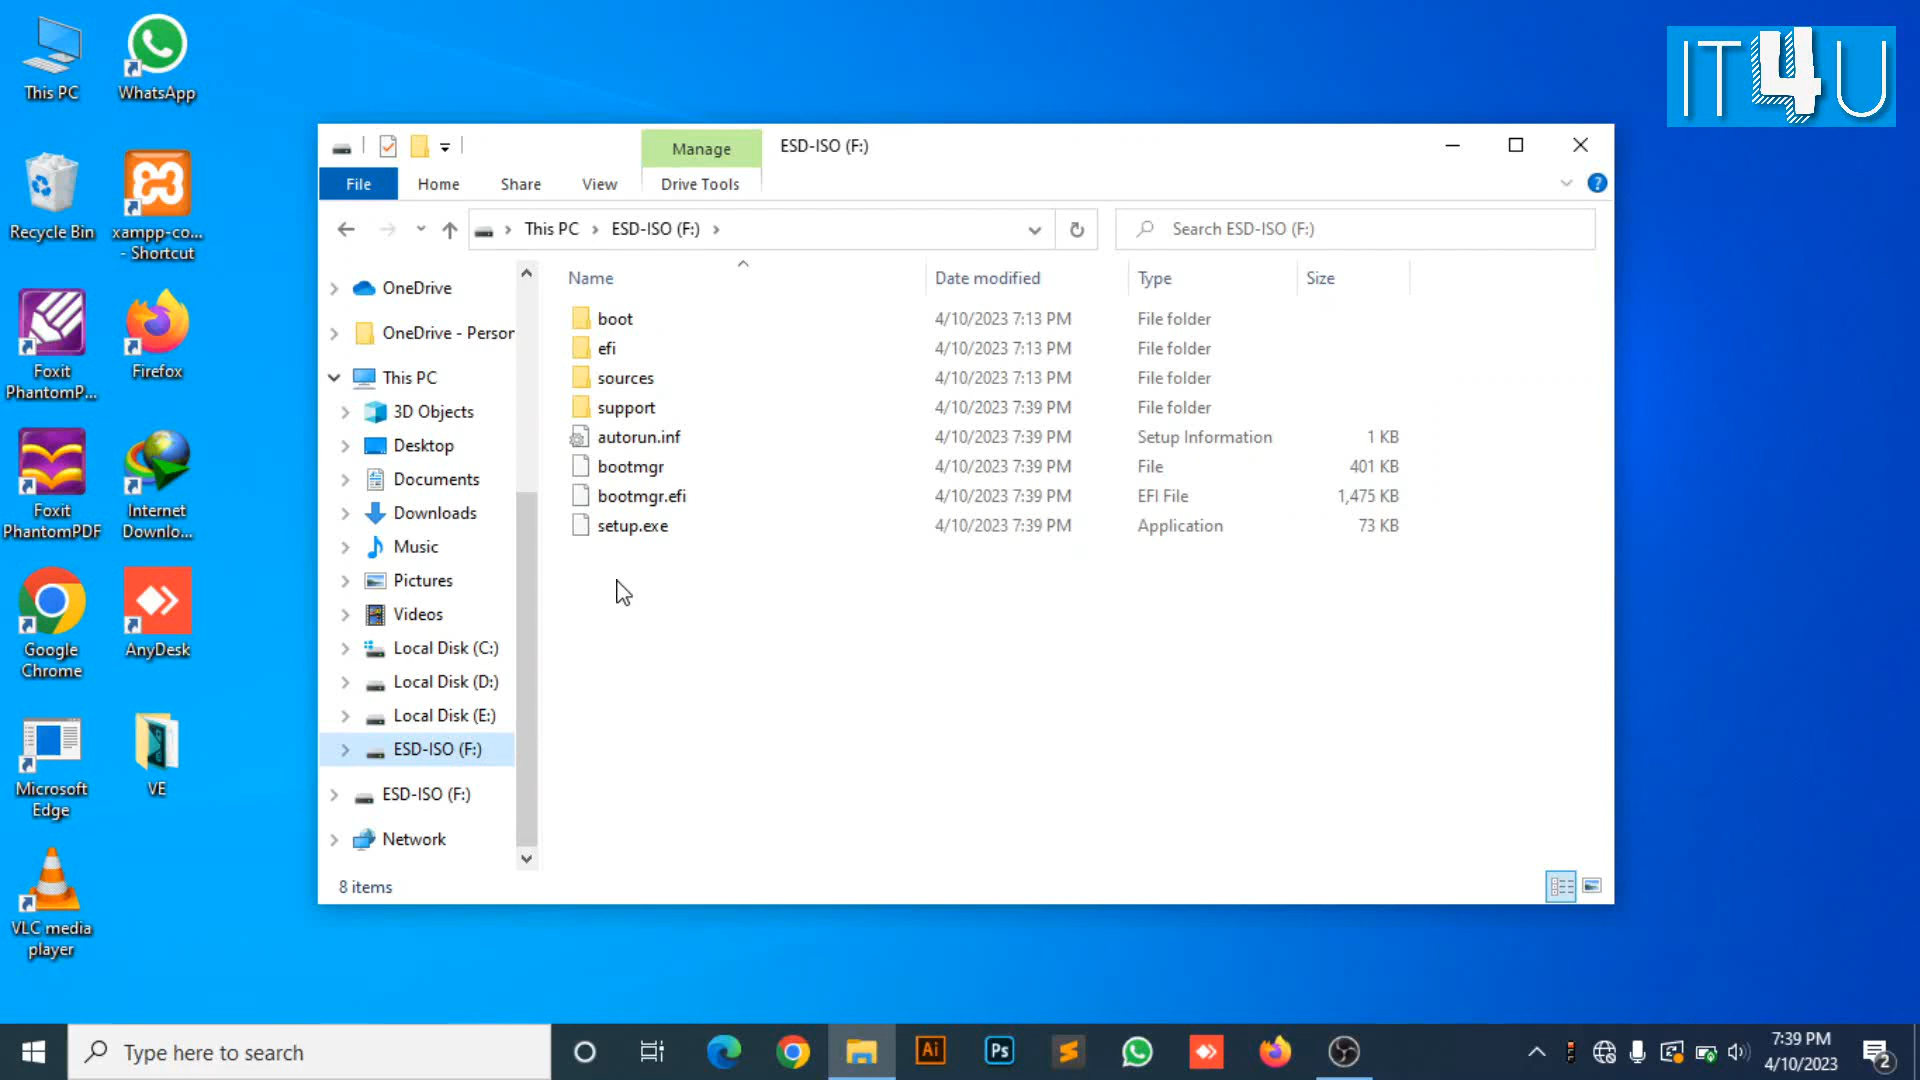 This PC
WhatsApp
Recycle Bin
xampp-co...
- Shortcut
Foxit
PhantomP...
Firefox
Foxit
PhantomPDF
Internet
Downlo...
Google
Chrome
AnyDesk
Microsoft
Edge
VE
VLC media
player
IT4U
Manage
ESD-ISO (F:)
File
Home
Share
View
Drive Tools
?
This PC
ESD-ISO (F:)
Search ESD-ISO (F:)
OneDrive
OneDrive - Person
This PC
3D Objects
Desktop
Documents
Downloads
Music
Pictures
Videos
Local Disk (C:)
Local Disk (D:)
Local Disk (E:)
ESD-ISO (F:)
ESD-ISO (F:)
Network
Name Date modified Type Size
boot 4/10/2023 7:13 PM File folder
efi 4/10/2023 7:13 PM File folder
sources 4/10/2023 7:13 PM File folder
support 4/10/2023 7:39 PM File folder
autorun.inf 4/10/2023 7:39 PM Setup Information 1 KB
bootmgr 4/10/2023 7:39 PM File 401 KB
bootmgr.efi 4/10/2023 7:39 PM EFI File 1,475 KB
setup.exe 4/10/2023 7:39 PM Application 73 KB
8 items
Type here to search
Ai
Ps
7:39 PM
4/10/2023
2